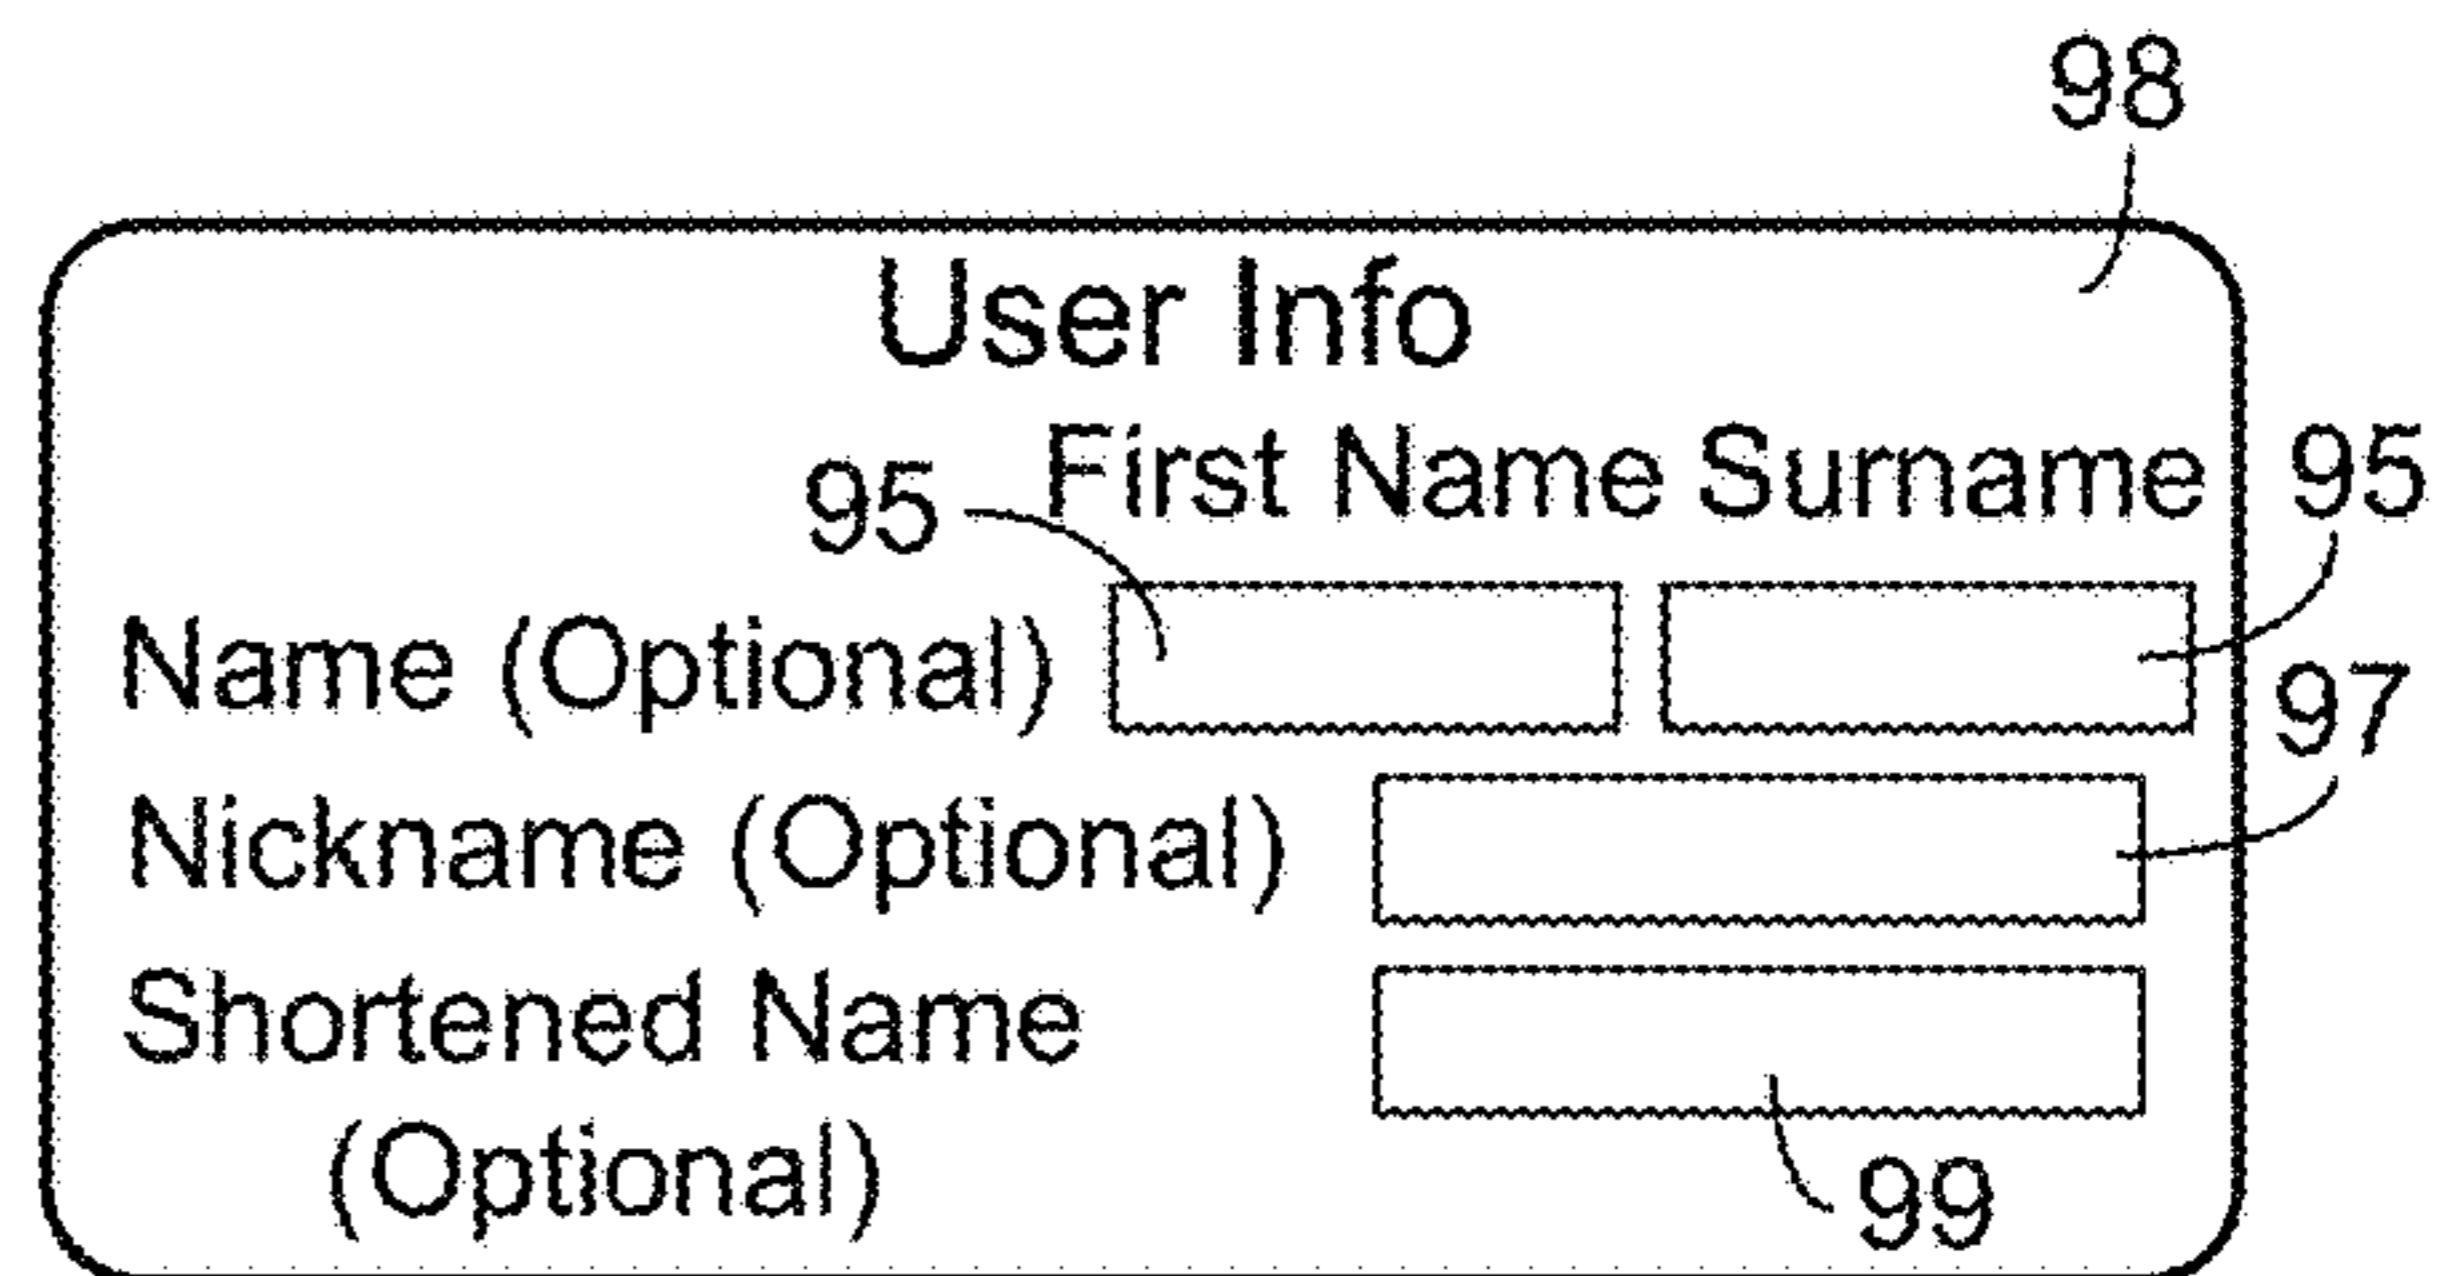 98
User Info
95 First Name Surname 95
Name (Optional)
97
Nickname (Optional)
Shortened Name
(Optional)
99